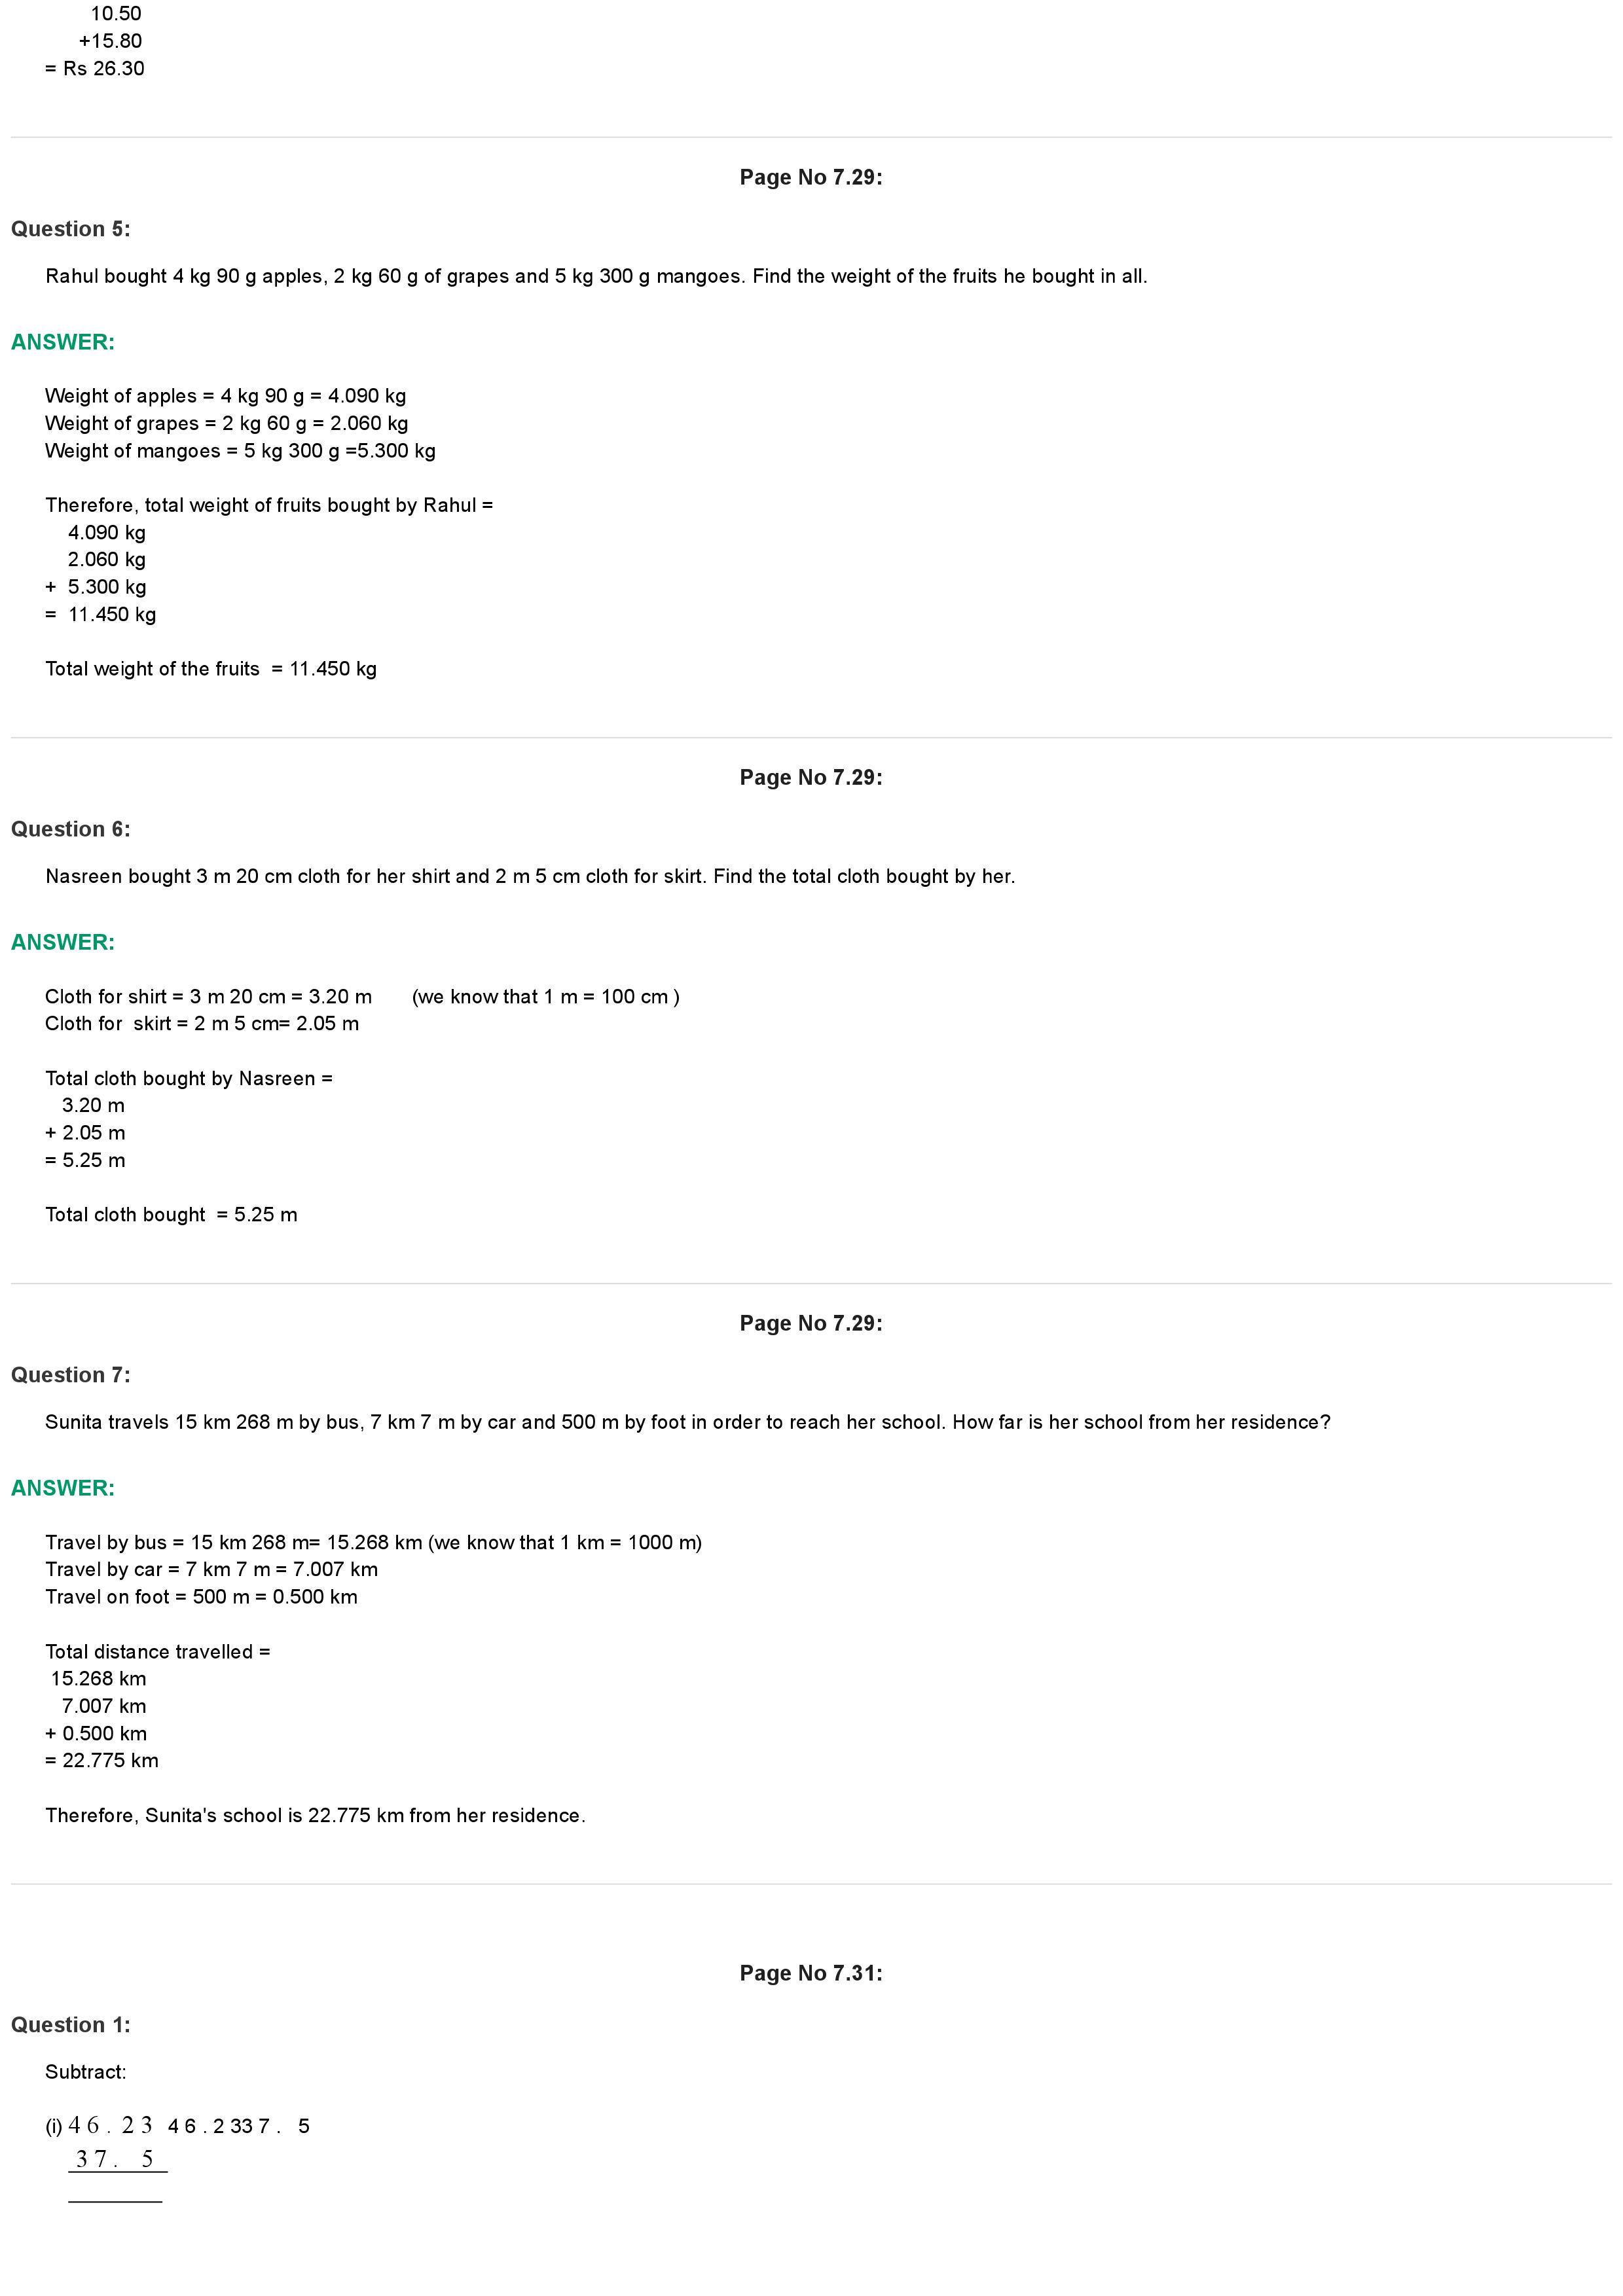 10.50
+15.80
= Rs 26.30
Page No 7.29:
Question 5:
Rahul bought 4 kg 90 g apples, 2 kg 60 g of grapes and 5 kg 300 g mangoes. Find the weight of the fruits he bought in all.
ANSWER:
Weight of apples = 4 kg 90 g = 4.090 kg
Weight of grapes = 2 kg 60 g = 2.060 kg
Weight of mangoes = 5 kg 300 g =5.300 kg
Therefore, total weight of fruits bought by Rahul =
4.090 kg
2.060 kg
+ 5.300 kg
= 11.450 kg
Total weight of the fruits = 11.450 kg
Page No 7.29:
Question 6:
Nasreen bought 3 m 20 cm cloth for her shirt and 2 m 5 cm cloth for skirt. Find the total cloth bought by her.
ANSWER:
Cloth for shirt = 3 m 20 cm = 3.20 m (we know that 1 m = 100 cm )
Cloth for skirt = 2 m 5 cm= 2.05 m
Total cloth bought by Nasreen =
3.20 m
+ 2.05 m
= 5.25 m
Total cloth bought = 5.25 m
Page No 7.29:
Question 7:
Sunita travels 15 km 268 m by bus, 7 km 7 m by car and 500 m by foot in order to reach her school. How far is her school from her residence?
ANSWER:
Travel by bus = 15 km 268 m= 15.268 km (we know that 1 km = 1000 m)
Travel by car = 7 km 7 m = 7.007 km
Travel on foot = 500 m = 0.500 km
Total distance travelled =
15.268 km
7.007 km
+ 0.500 km
= 22.775 km
Therefore, Sunita's school is 22.775 km from her residence.
Page No 7.31:
Question 1:
Subtract:
(i) 4 6 . 2 3 4 6 . 2 33 7 . 5
3 7 . 5